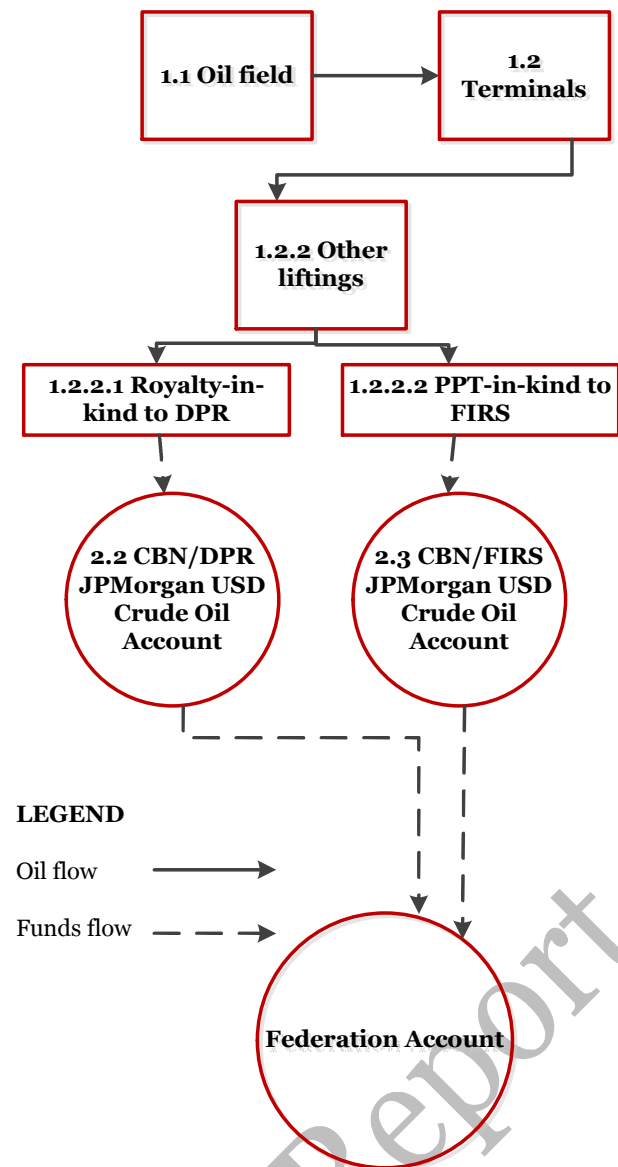 1.1 Oil field
1.2
Terminals
1.2.2 Other
liftings
1.2.2.1 Royalty-in-
kind to DPR
1.2.2.2 PPT-in-kind to
FIRS
2.2 CBN/DPR
JPMorgan USD
Crude Oil
Account
2.3 CBN/FIRS
JPMorgan USD
Crude Oil
Account
LEGEND
Oil flow
Funds flow
Federation Account
Report